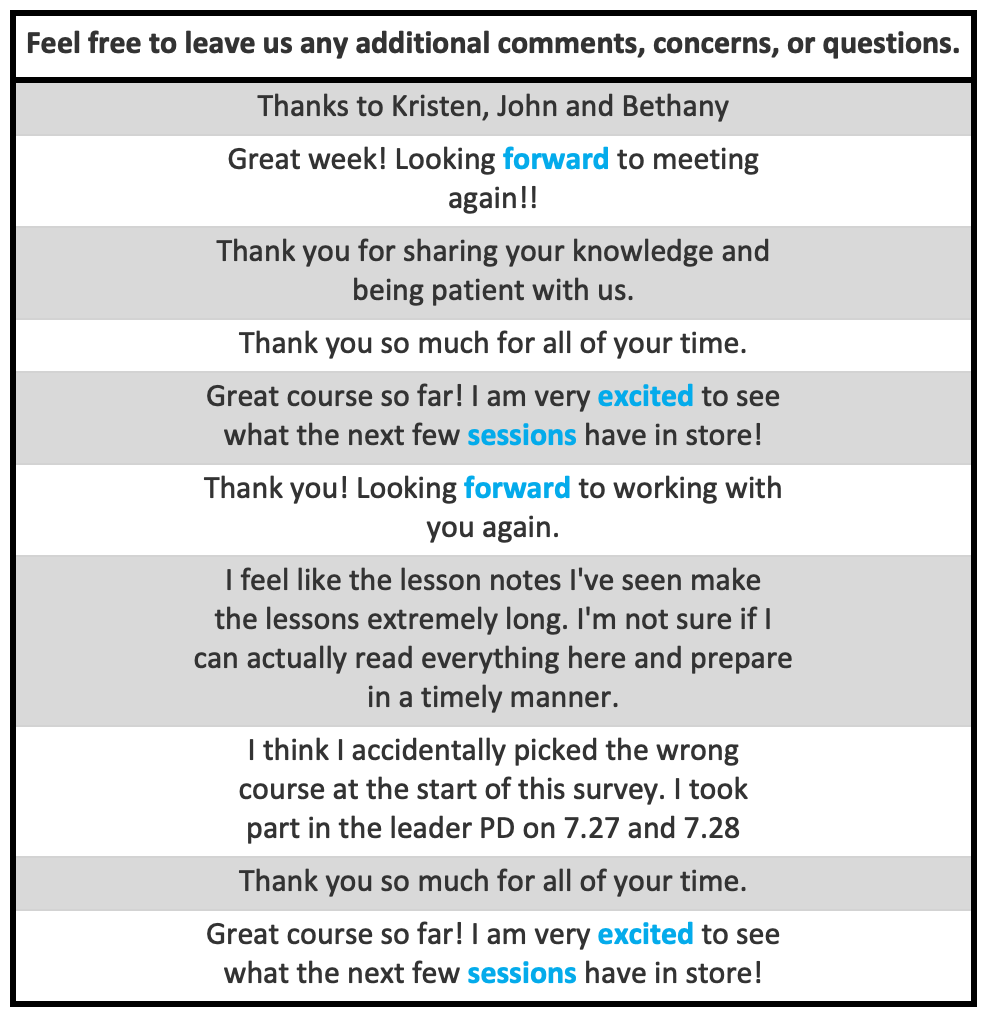 Feel free to leave us any additional comments, concerns, or questions.
Thanks to Kristen, John and Bethany
Great week! Looking forward to meeting
again!!
Thank you for sharing your knowledge and
being patient with us.
Thank you so much for all of your time.
Great course so far! I am very excited to see
what the next few sessions have in store!
Thank you! Looking forward to working with
you again.
I feel like the lesson notes I've seen make
the lessons extremely long. I'm not sure if I
can actually read everything here and prepare
in a timely manner.
I think I accidentally picked the wrong
course at the start of this survey. I took
part in the leader PD on 7.27 and 7.28
Thank you so much for all of your time.
Great course so far! I am very excited to see
what the next few sessions have in store!